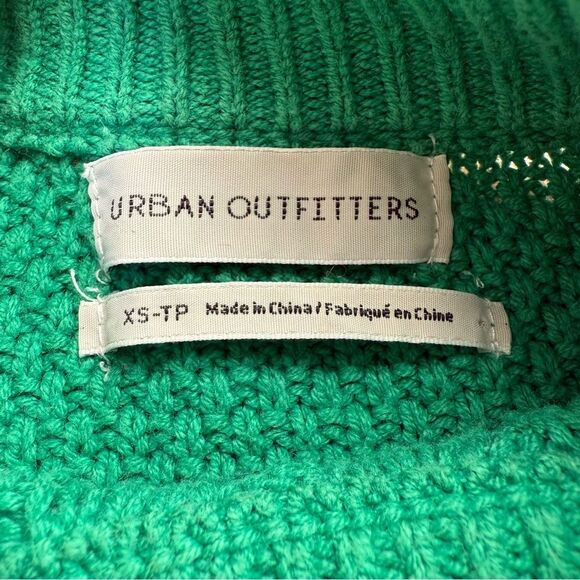 URBAN OUTFITTERS
XS-TP Made in China / Fabriqué en Chine